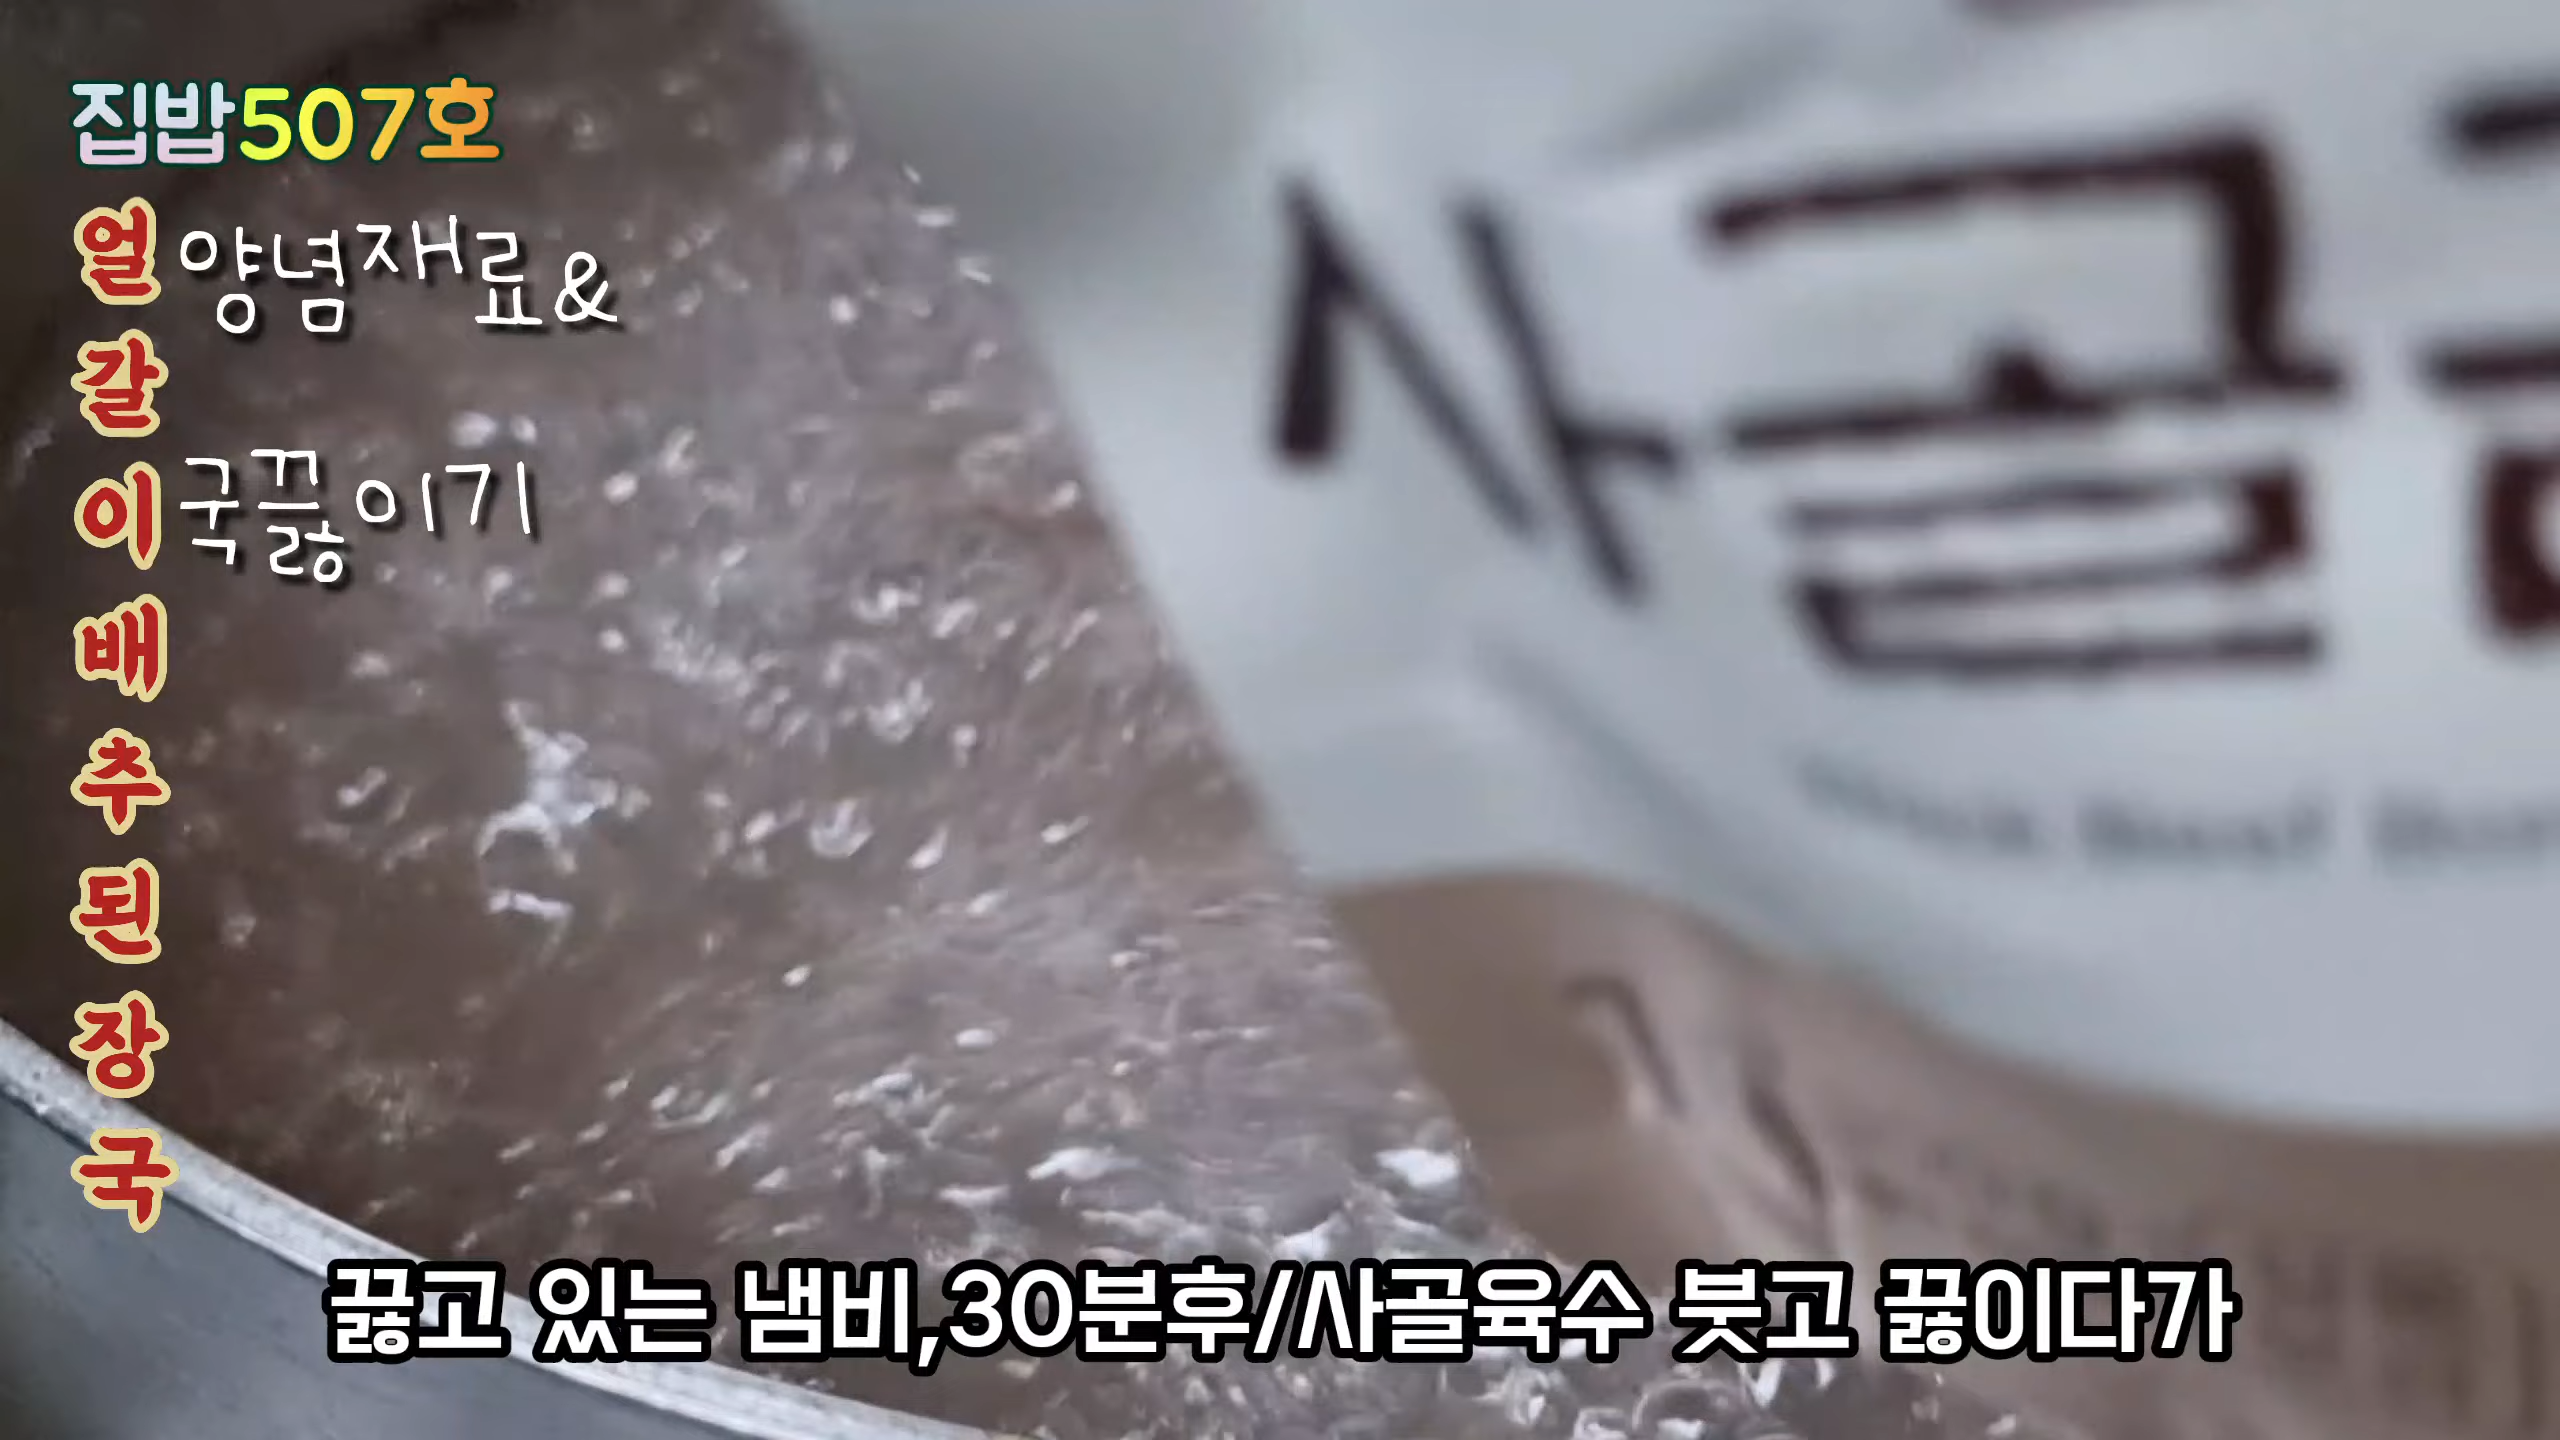 집밥507호
얼갈이배추된장국
양념재료&
국끓이기
사골
끓고 있는 냄비,30분후/사골육수 붓고 끓이다가